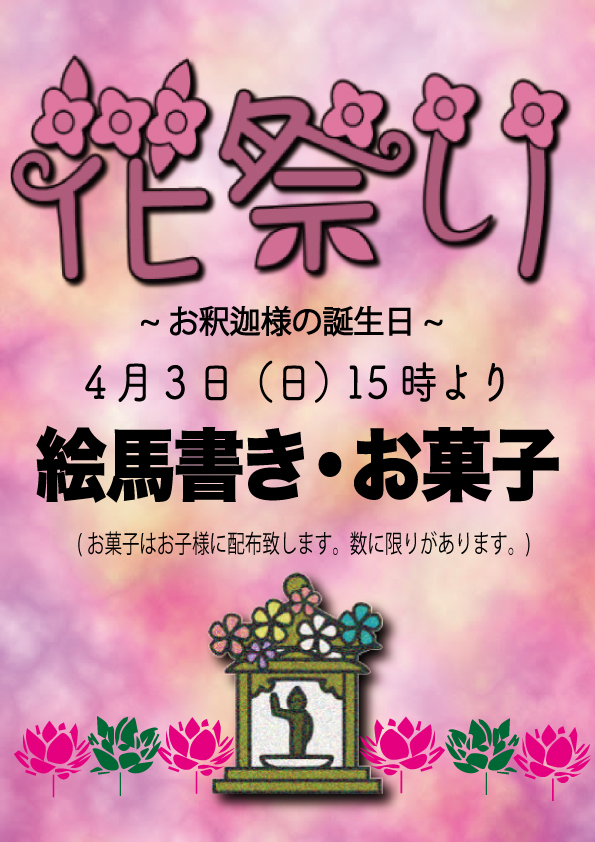 花祭り
~お釈迦様の誕生日~
4月3日（日）15時より
絵馬書き・お菓子
(お菓子はお子様に配布致します。数に限りがあります。)